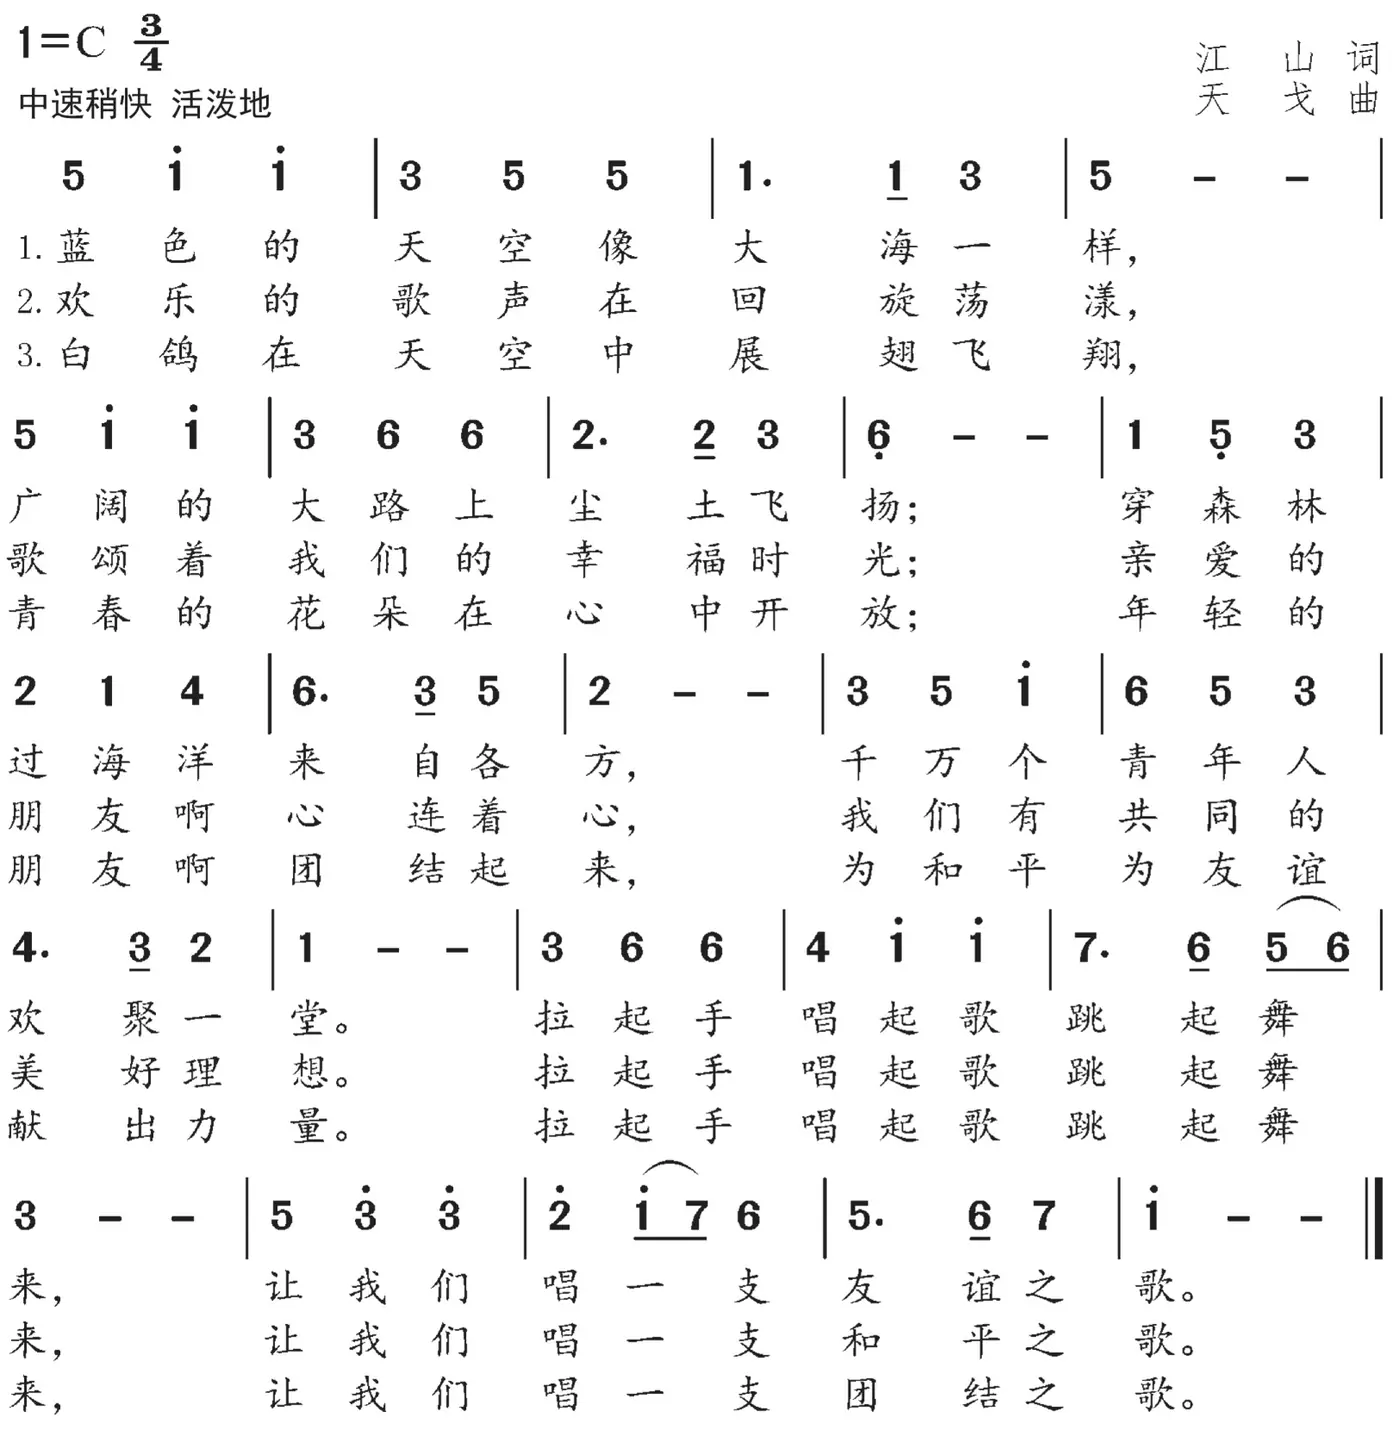 1=C 3/4
江 山 词
中速稍快 活泼地
天 戈 曲
5 i i | 3 5 5 | 1. 1 3 | 5 - - |
1. 蓝 色 的 天 空 像 大 海 一 样,
2. 欢 乐 的 歌 声 在 回 旋 荡 漾,
3. 白 鸽 在 天 空 中 展 翅 飞 翔,
5 i i | 3 6 6 | 2. 2 3 | 6̣ - - | 1 5̣ 3 |
广 阔 的 大 路 上 尘 土 飞 扬; 穿 森 林
歌 颂 着 我 们 的 幸 福 时 光; 亲 爱 的
青 春 的 花 朵 在 心 中 开 放; 年 轻 的
2 1 4 | 6. 3 5 | 2 - - | 3 5 i | 6 5 3 |
过 海 洋 来 自 各 方, 千 万 个 青 年 人
朋 友 啊 心 连 着 心, 我 们 有 共 同 的
朋 友 啊 团 结 起 来, 为 和 平 为 友 谊
4. 3 2 | 1 - - | 3 6 6 | 4 i i | 7. 6 5 6 |
欢 聚 一 堂。 拉 起 手 唱 起 歌 跳 起 舞
美 好 理 想。 拉 起 手 唱 起 歌 跳 起 舞
献 出 力 量。 拉 起 手 唱 起 歌 跳 起 舞
3 - - | 5 3̇ 3̇ | 2̇ i 7 6 | 5. 6 7 | i - - ‖
来, 让 我 们 唱 一 支 友 谊 之 歌。
来, 让 我 们 唱 一 支 和 平 之 歌。
来, 让 我 们 唱 一 支 团 结 之 歌。